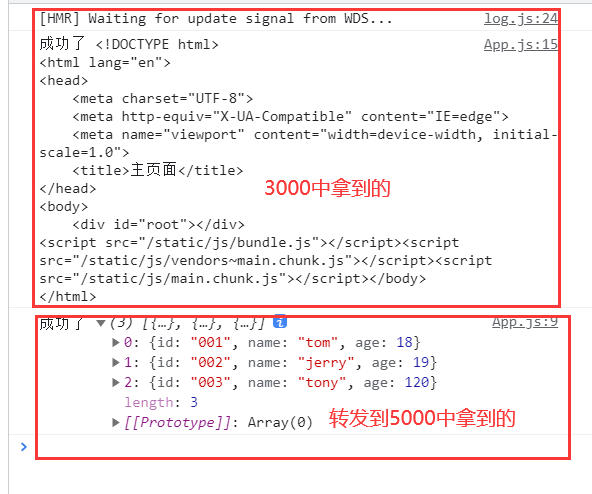 [HMR] Waiting for update signal from WDS... log.js:24
成功了 <!DOCTYPE html> App.js:15
<html lang="en">
<head>
<meta charset="UTF-8">
<meta http-equiv="X-UA-Compatible" content="IE=edge">
<meta name="viewport" content="width=device-width, initial-
scale=1.0">
<title>主页面</title>
</head>
3000中拿到的
<body>
<div id="root"></div>
<script src="/static/js/bundle.js"></script><script
src="/static/js/vendors~main.chunk.js"></script><script
src="/static/js/main.chunk.js"></script></body>
</html>
成功了 ▼(3) [{…}, {…}, {…}] i App.js:9
▶0: {id: "001", name: "tom", age: 18}
▶1: {id: "002", name: "jerry", age: 19}
▶2: {id: "003", name: "tony", age: 120}
length: 3
▶[[Prototype]]: Array(0) 转发到5000中拿到的
>